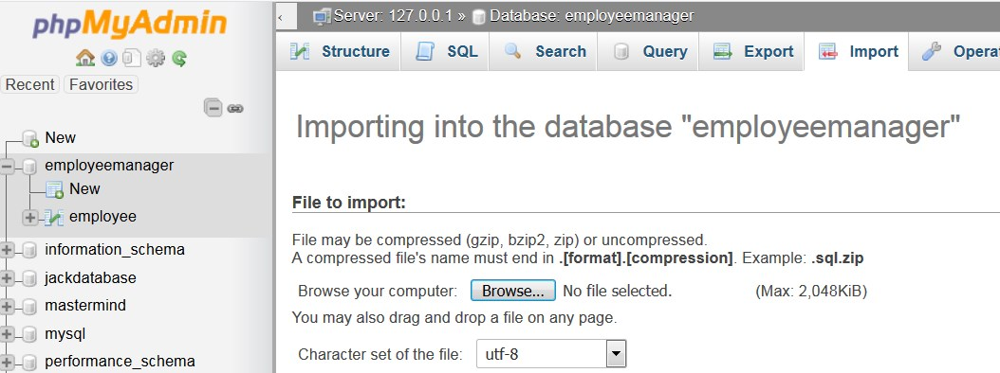 phpMyAdmin
Recent Favorites
New
employeemanager
New
employee
information_schema
jackdatabase
mastermind
mysql
performance_schema
Server: 127.0.0.1 » Database: employeemanager
Structure SQL Search Query Export Import Opera
Importing into the database "employeemanager"
File to import:
File may be compressed (gzip, bzip2, zip) or uncompressed.
A compressed file's name must end in .[format].[compression]. Example: .sql.zip
Browse your computer: Browse... No file selected. (Max: 2,048KiB)
You may also drag and drop a file on any page.
Character set of the file: utf-8